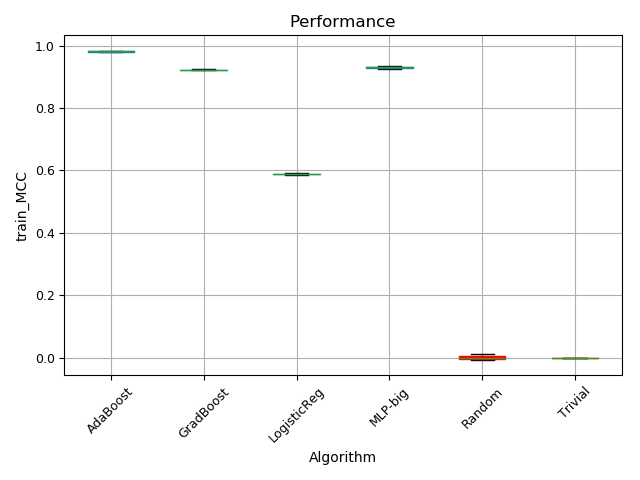 Performance
1.0
0.8
0.6
0.4
0.2
0.0
train_MCC
AdaBoost
GradBoost
LogisticReg
MLP-big
Random
Trivial
Algorithm